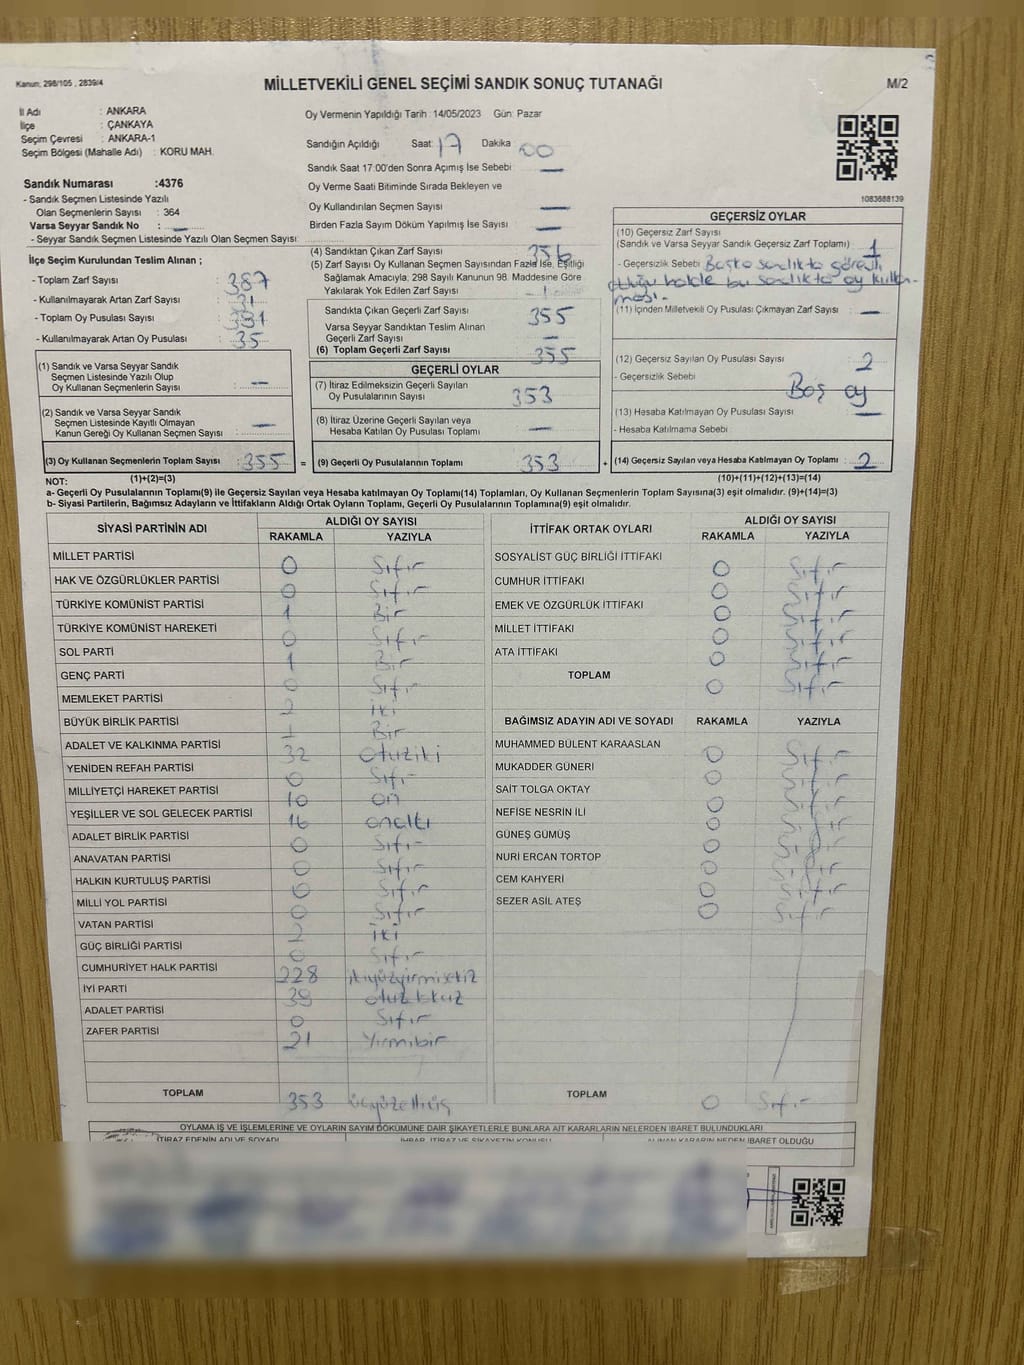 Kanun: 298/105 , 2839/4
MİLLETVEKİLİ GENEL SEÇİMİ SANDIK SONUÇ TUTANAĞI
M/2
İl Adı : ANKARA
İlçe : ÇANKAYA
Seçim Çevresi : ANKARA-1
Seçim Bölgesi (Mahalle Adı) : KORU MAH.
Sandık Numarası :4376
- Sandık Seçmen Listesinde Yazılı
Olan Seçmenlerin Sayısı : 364
Varsa Seyyar Sandık No : —
- Seyyar Sandık Seçmen Listesinde Yazılı Olan Seçmen Sayısı:
Oy Vermenin Yapıldığı Tarih : 14/05/2023 Gün: Pazar
Sandığın Açıldığı Saat: 17 Dakika 00
Sandık Saat 17:00'den Sonra Açımış İse Sebebi : —
Oy Verme Saati Bitiminde Sırada Bekleyen ve
Oy Kullandırılan Seçmen Sayısı —
Birden Fazla Sayım Döküm Yapılmış İse Sayısı : —
1083688139
İlçe Seçim Kurulundan Teslim Alınan ;
- Toplam Zarf Sayısı : 387
- Kullanılmayarak Artan Zarf Sayısı : 31
- Toplam Oy Pusulası Sayısı :
- Kullanılmayarak Artan Oy Pusulası : 35
(4) Sandıktan Çıkan Zarf Sayısı 356
(5) Zarf Sayısı Oy Kullanan Seçmen Sayısından Fazla İse, Eşitliği
Sağlamak Amacıyla, 298 Sayılı Kanunun 98. Maddesine Göre
Yakılarak Yok Edilen Zarf Sayısı
Sandıkta Çıkan Geçerli Zarf Sayısı 355
Varsa Seyyar Sandıktan Teslim Alınan
Geçerli Zarf Sayısı —
(6) Toplam Geçerli Zarf Sayısı 355
GEÇERSİZ OYLAR
(10) Geçersiz Zarf Sayısı
(Sandık ve Varsa Seyyar Sandık Geçersiz Zarf Toplamı) 1
- Geçersizlik Sebebi Başka sandıkta görevli
olduğu halde bu sandıkta oy kullan-
ması.
(11) İçinden Milletvekili Oy Pusulası Çıkmayan Zarf Sayısı : —
(12) Geçersiz Sayılan Oy Pusulası Sayısı : 2
- Geçersizlik Sebebi Boş oy
(13) Hesaba Katılmayan Oy Pusulası Sayısı : —
- Hesaba Katılmama Sebebi :
(14) Geçersiz Sayılan veya Hesaba Katılmayan Oy Toplamı : 2
(1) Sandık ve Varsa Seyyar Sandık
Seçmen Listesinde Yazılı Olup
Oy Kullanan Seçmenlerin Sayısı : —
(2) Sandık ve Varsa Seyyar Sandık
Seçmen Listesinde Kayıtlı Olmayan
Kanun Gereği Oy Kullanan Seçmen Sayısı : —
(3) Oy Kullanan Seçmenlerin Toplam Sayısı : 355 =
GEÇERLİ OYLAR
(7) İtiraz Edilmeksizin Geçerli Sayılan
Oy Pusulalarının Sayısı 353
(8) İtiraz Üzerine Geçerli Sayılan veya
Hesaba Katılan Oy Pusulası Toplamı —
(9) Geçerli Oy Pusulalarının Toplamı 353 +
NOT: (1)+(2)=(3) (10)+(11)+(12)+(13)=(14)
a- Geçerli Oy Pusulalarının Toplamı(9) ile Geçersiz Sayılan veya Hesaba katılmayan Oy Toplamı(14) Toplamları, Oy Kullanan Seçmenlerin Toplam Sayısına(3) eşit olmalıdır. (9)+(14)=(3)
b- Siyasi Partilerin, Bağımsız Adayların ve İttifakların Aldığı Ortak Oyların Toplamı, Geçerli Oy Pusulalarının Toplamına(9) eşit olmalıdır.
SİYASİ PARTİNİN ADI ALDIĞI OY SAYISI
RAKAMLA YAZIYLA
MİLLET PARTİSİ 0 Sıfır
HAK VE ÖZGÜRLÜKLER PARTİSİ 0 Sıfır
TÜRKİYE KOMÜNİST PARTİSİ 1 Bir
TÜRKİYE KOMÜNİST HAREKETİ 0 Sıfır
SOL PARTİ 1 Bir
GENÇ PARTİ 0 Sıfır
MEMLEKET PARTİSİ 2 İki
BÜYÜK BİRLİK PARTİSİ 1 Bir
ADALET VE KALKINMA PARTİSİ 32 otuziki
YENİDEN REFAH PARTİSİ 0 Sıfır
MİLLİYETÇİ HAREKET PARTİSİ 10 on
YEŞİLLER VE SOL GELECEK PARTİSİ 16 onaltı
ADALET BİRLİK PARTİSİ 0 Sıfır
ANAVATAN PARTİSİ 0 Sıfır
HALKIN KURTULUŞ PARTİSİ 0 Sıfır
MİLLİ YOL PARTİSİ 0 Sıfır
VATAN PARTİSİ 2 İki
GÜÇ BİRLİĞİ PARTİSİ 0 Sıfır
CUMHURİYET HALK PARTİSİ 228 ikiyüzyirmisekiz
İYİ PARTİ 39 otuzdokuz
ADALET PARTİSİ 0 Sıfır
ZAFER PARTİSİ 21 Yirmibir
TOPLAM 353 üçyüzelliüç
İTTİFAK ORTAK OYLARI ALDIĞI OY SAYISI
RAKAMLA YAZIYLA
SOSYALİST GÜÇ BİRLİĞİ İTTİFAKI 0 Sıfır
CUMHUR İTTİFAKI 0 Sıfır
EMEK VE ÖZGÜRLÜK İTTİFAKI 0 Sıfır
MİLLET İTTİFAKI 0 Sıfır
ATA İTTİFAKI 0 Sıfır
TOPLAM 0 Sıfır
BAĞIMSIZ ADAYIN ADI VE SOYADI RAKAMLA YAZIYLA
MUHAMMED BÜLENT KARAASLAN 0 Sıfır
MUKADDER GÜNERİ 0 Sıfır
SAİT TOLGA OKTAY 0 Sıfır
NEFİSE NESRİN İLİ 0 Sıfır
GÜNEŞ GÜMÜŞ 0 Sıfır
NURİ ERCAN TORTOP 0 Sıfır
CEM KAHYERİ 0 Sıfır
SEZER ASİL ATEŞ 0 Sıfır
TOPLAM 0 Sıfır
OYLAMA İŞ VE İŞLEMLERİNE VE OYLARIN SAYIM DÖKÜMÜNE DAİR ŞİKAYETLERLE BUNLARA AİT KARARLARIN NELERDEN İBARET BULUNDUKLARI
İTİRAZ EDENİN ADI VE SOYADI İHBAR, İTİRAZ VE ŞİKAYETİN KONUSU ALINAN KARARIN NEDEN İBARET OLDUĞU